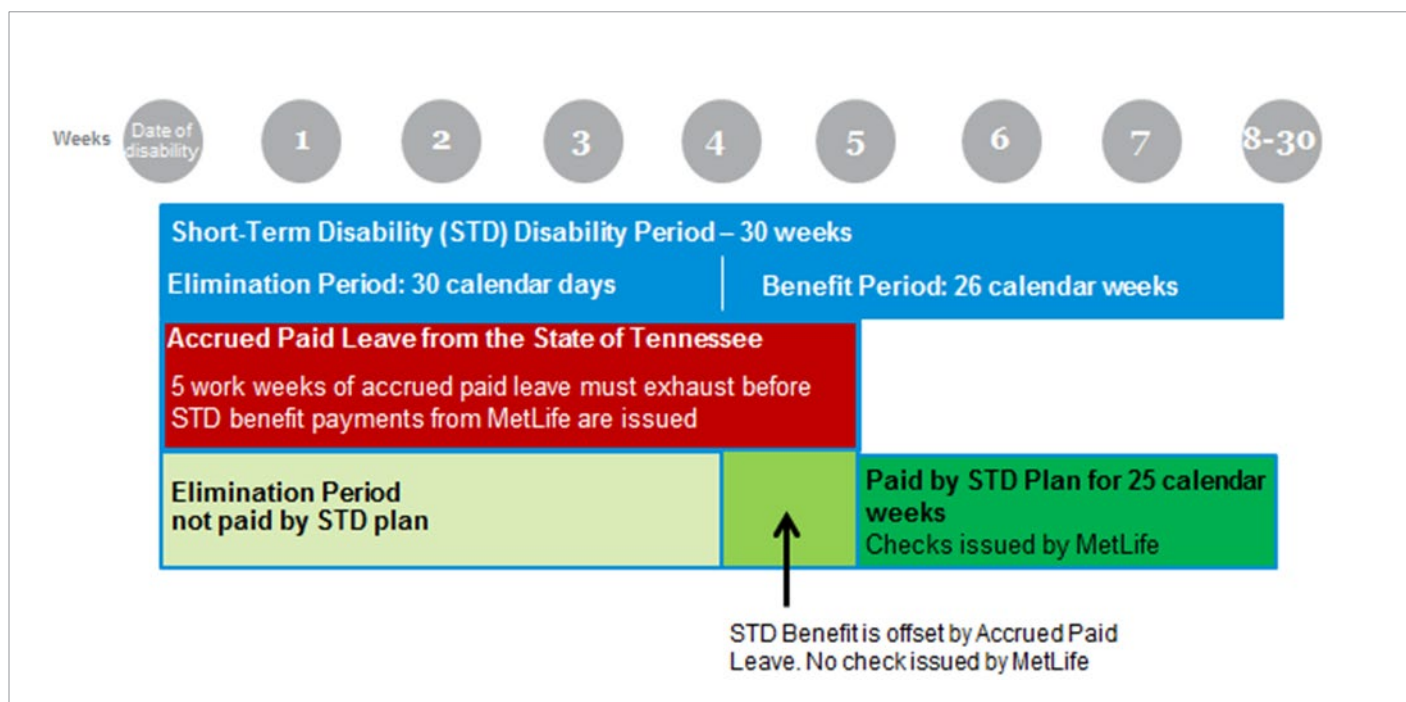 Weeks
Date of
disability
1
2
3
4
5
6
7
8-30
Short-Term Disability (STD) Disability Period – 30 weeks
Elimination Period: 30 calendar days
Benefit Period: 26 calendar weeks
Accrued Paid Leave from the State of Tennessee
5 work weeks of accrued paid leave must exhaust before
STD benefit payments from MetLife are issued
Elimination Period
not paid by STD plan
Paid by STD Plan for 25 calendar
weeks
Checks issued by MetLife
STD Benefit is offset by Accrued Paid
Leave. No check issued by MetLife